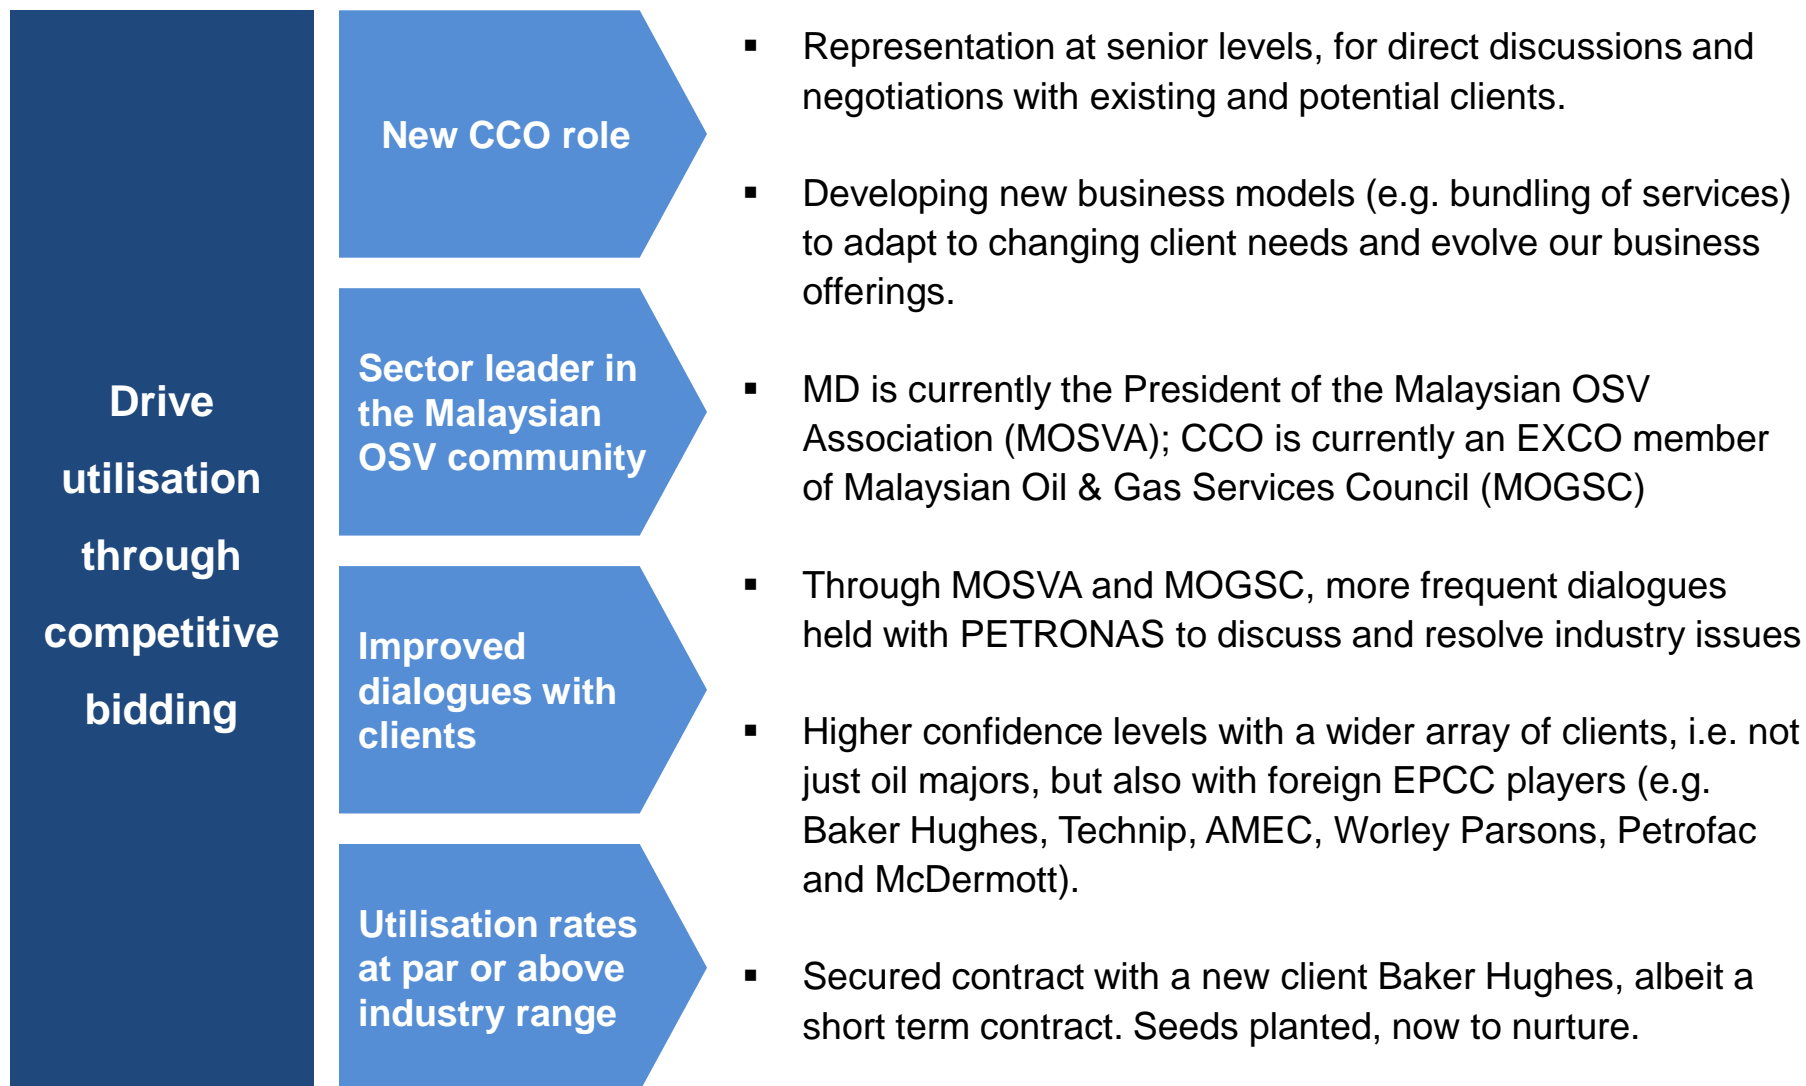 Drive
utilisation
through
competitive
bidding
New CCO role
Sector leader in
the Malaysian
OSV community
Improved
dialogues with
clients
Utilisation rates
at par or above
industry range
▪ Representation at senior levels, for direct discussions and
negotiations with existing and potential clients.
▪ Developing new business models (e.g. bundling of services)
to adapt to changing client needs and evolve our business
offerings.
▪ MD is currently the President of the Malaysian OSV
Association (MOSVA); CCO is currently an EXCO member
of Malaysian Oil & Gas Services Council (MOGSC)
▪ Through MOSVA and MOGSC, more frequent dialogues
held with PETRONAS to discuss and resolve industry issues
▪ Higher confidence levels with a wider array of clients, i.e. not
just oil majors, but also with foreign EPCC players (e.g.
Baker Hughes, Technip, AMEC, Worley Parsons, Petrofac
and McDermott).
▪ Secured contract with a new client Baker Hughes, albeit a
short term contract. Seeds planted, now to nurture.